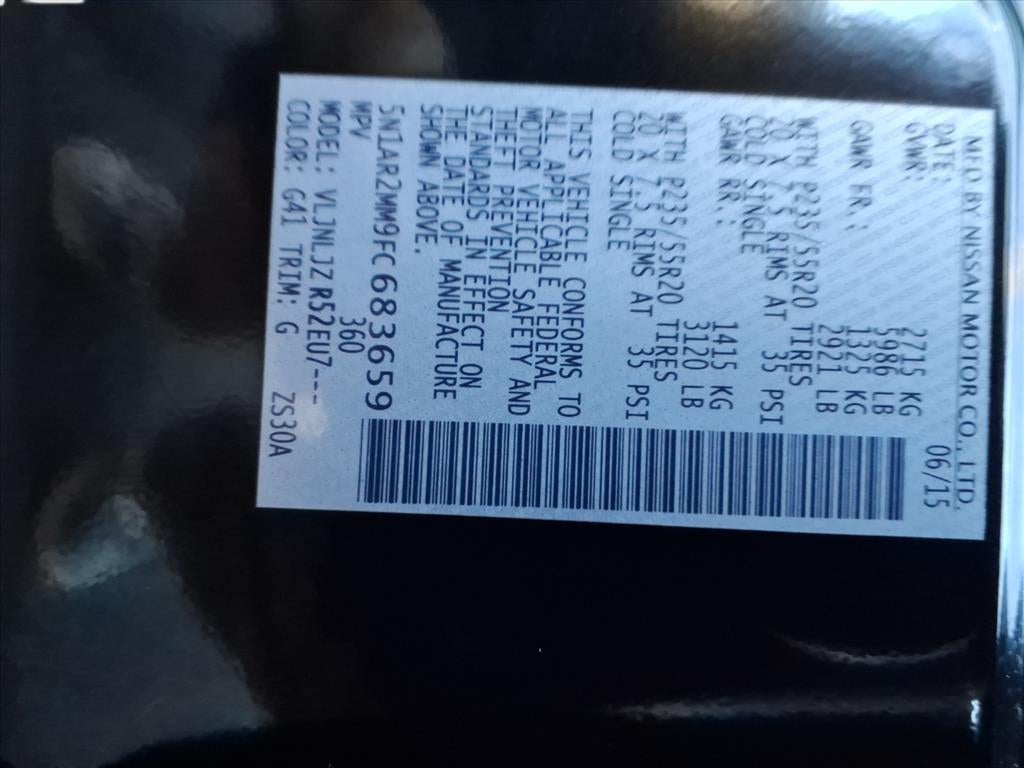 MFD BY NISSAN MOTOR CO., LTD.
DATE: 06/15
GVWR: 2715 KG
5986 LB
GAWR FR.: 1325 KG
2921 LB
WITH P235/55R20 TIRES
20 X 7.5 RIMS AT 35 PSI
COLD SINGLE
GAWR RR.: 1415 KG
3120 LB
WITH P235/55R20 TIRES
20 X 7.5 RIMS AT 35 PSI
COLD SINGLE
THIS VEHICLE CONFORMS TO
ALL APPLICABLE FEDERAL
MOTOR VEHICLE SAFETY AND
THEFT PREVENTION
STANDARDS IN EFFECT ON
THE DATE OF MANUFACTURE
SHOWN ABOVE.
5N1AR2MM9FC683659
MPV 360
MODEL: VLJNLJZ R52EU7---
COLOR: G41 TRIM: G ZS30A